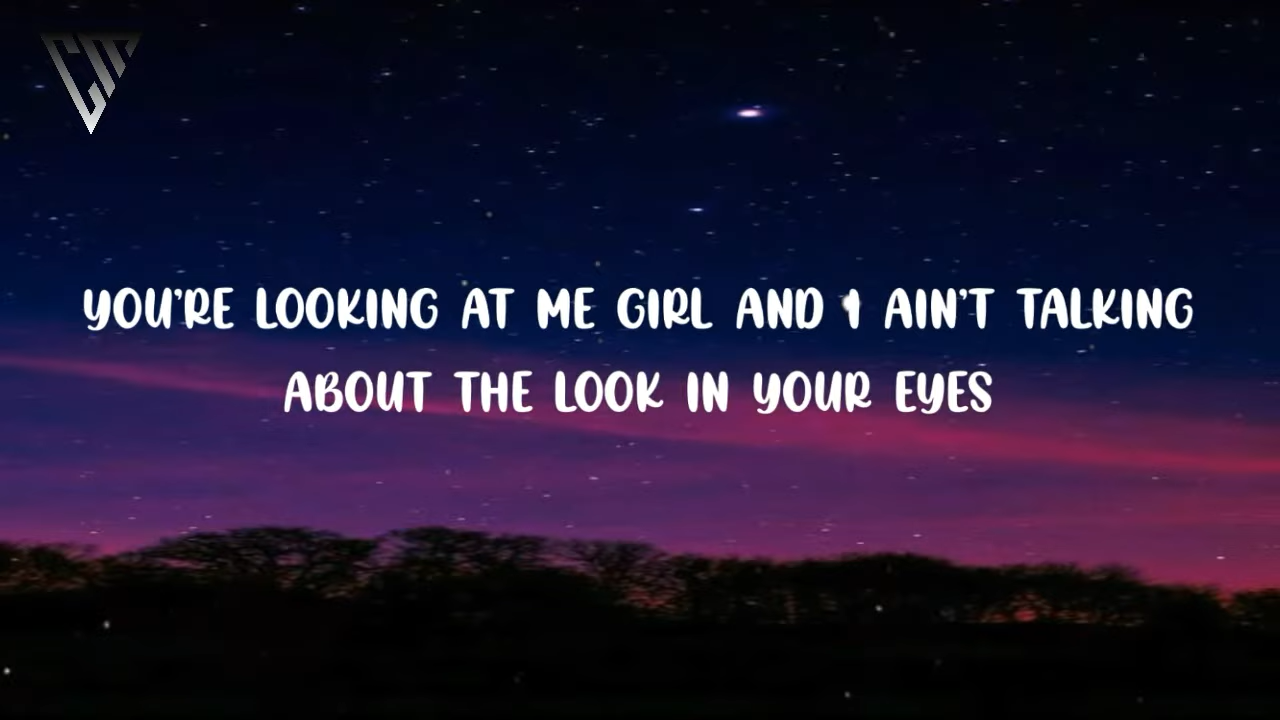 YOU'RE LOOKING AT ME GIRL AND I AIN'T TALKING
ABOUT THE LOOK IN YOUR EYES